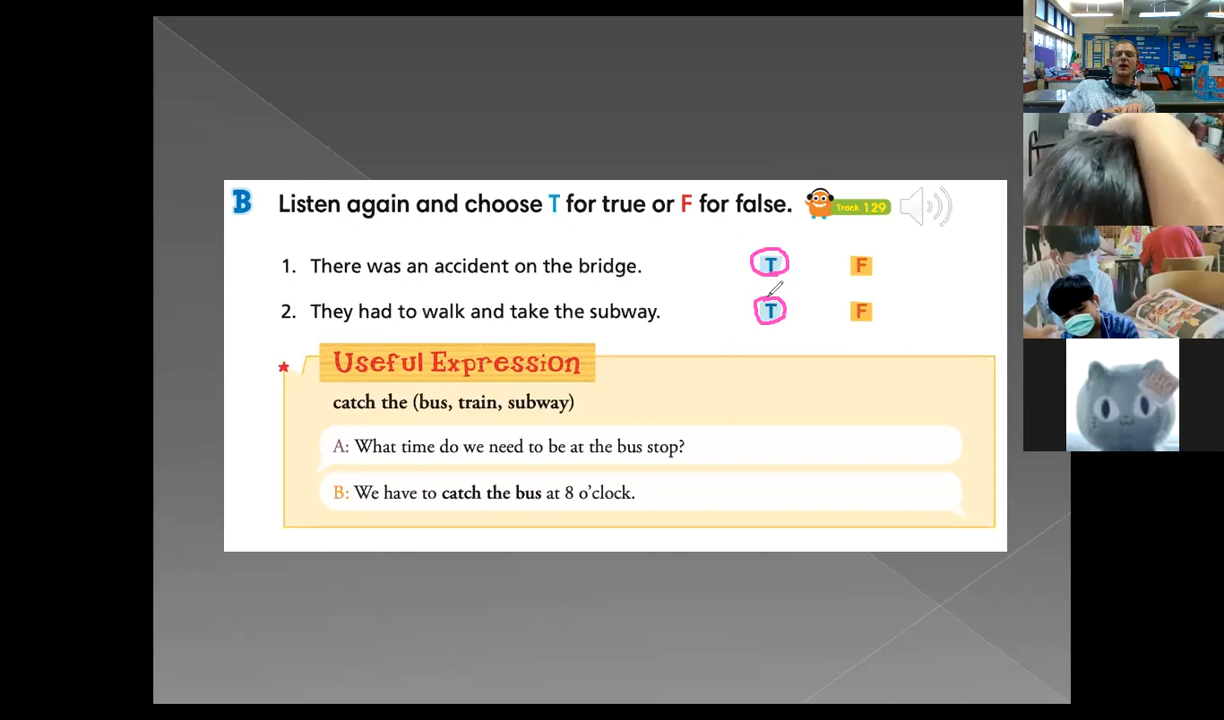 B Listen again and choose T for true or F for false. Track 129
1. There was an accident on the bridge. T F
2. They had to walk and take the subway. T F
Useful Expression
catch the (bus, train, subway)
A: What time do we need to be at the bus stop?
B: We have to catch the bus at 8 o'clock.